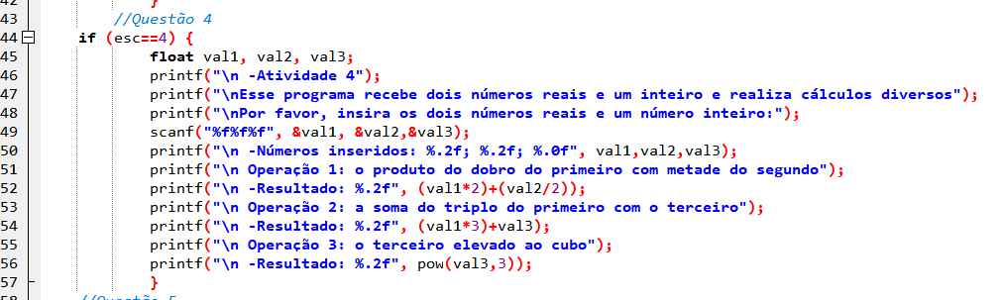 42 }
43 //Questão 4
44 if (esc==4) {
45 float val1, val2, val3;
46 printf("\n -Atividade 4");
47 printf("\nEsse programa recebe dois números reais e um inteiro e realiza cálculos diversos");
48 printf("\nPor favor, insira os dois números reais e um número inteiro:");
49 scanf("%f%f%f", &val1, &val2,&val3);
50 printf("\n -Números inseridos: %.2f; %.2f; %.0f", val1,val2,val3);
51 printf("\n Operação 1: o produto do dobro do primeiro com metade do segundo");
52 printf("\n -Resultado: %.2f", (val1*2)+(val2/2));
53 printf("\n Operação 2: a soma do triplo do primeiro com o terceiro");
54 printf("\n -Resultado: %.2f", (val1*3)+val3);
55 printf("\n Operação 3: o terceiro elevado ao cubo");
56 printf("\n -Resultado: %.2f", pow(val3,3));
57 }
58 //Questão 5